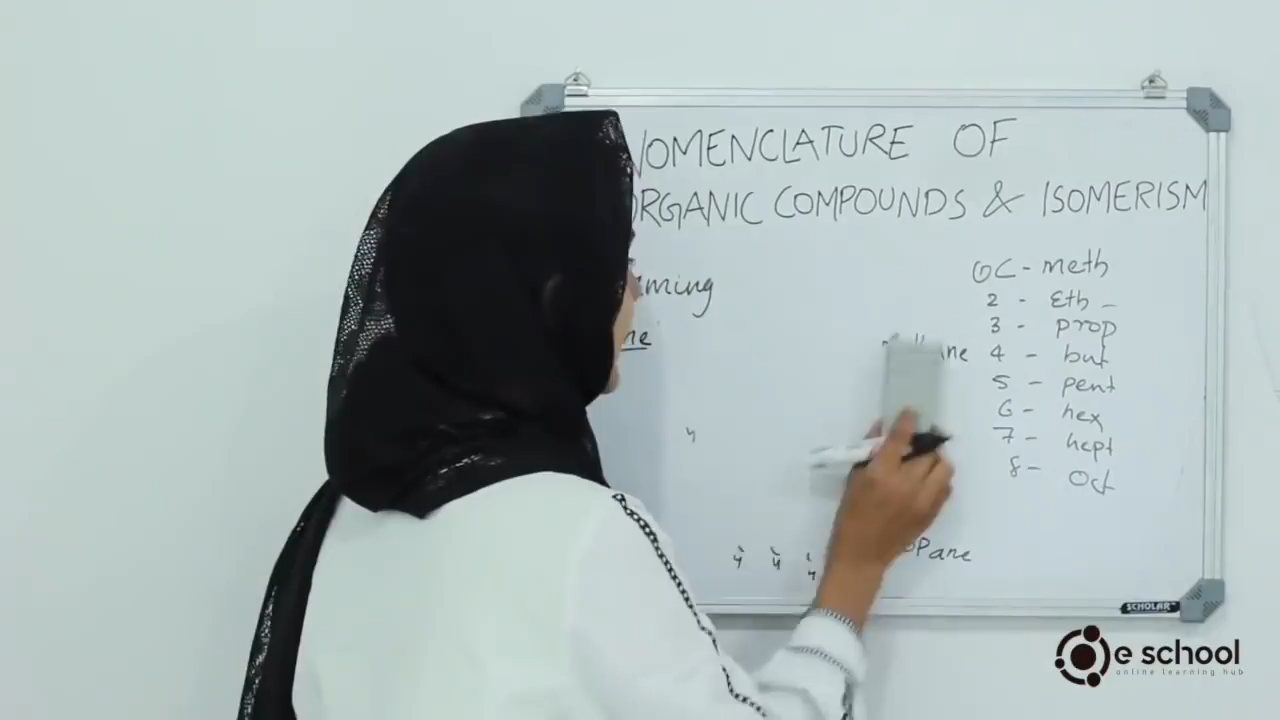 NOMENCLATURE OF
ORGANIC COMPOUNDS & ISOMERISM
① C - meth
2 - Eth -
3 - prop
4 - but
5 - pent
6 - hex
7 - hept
8 - Oct
SCHOLAR
e school
online learning hub